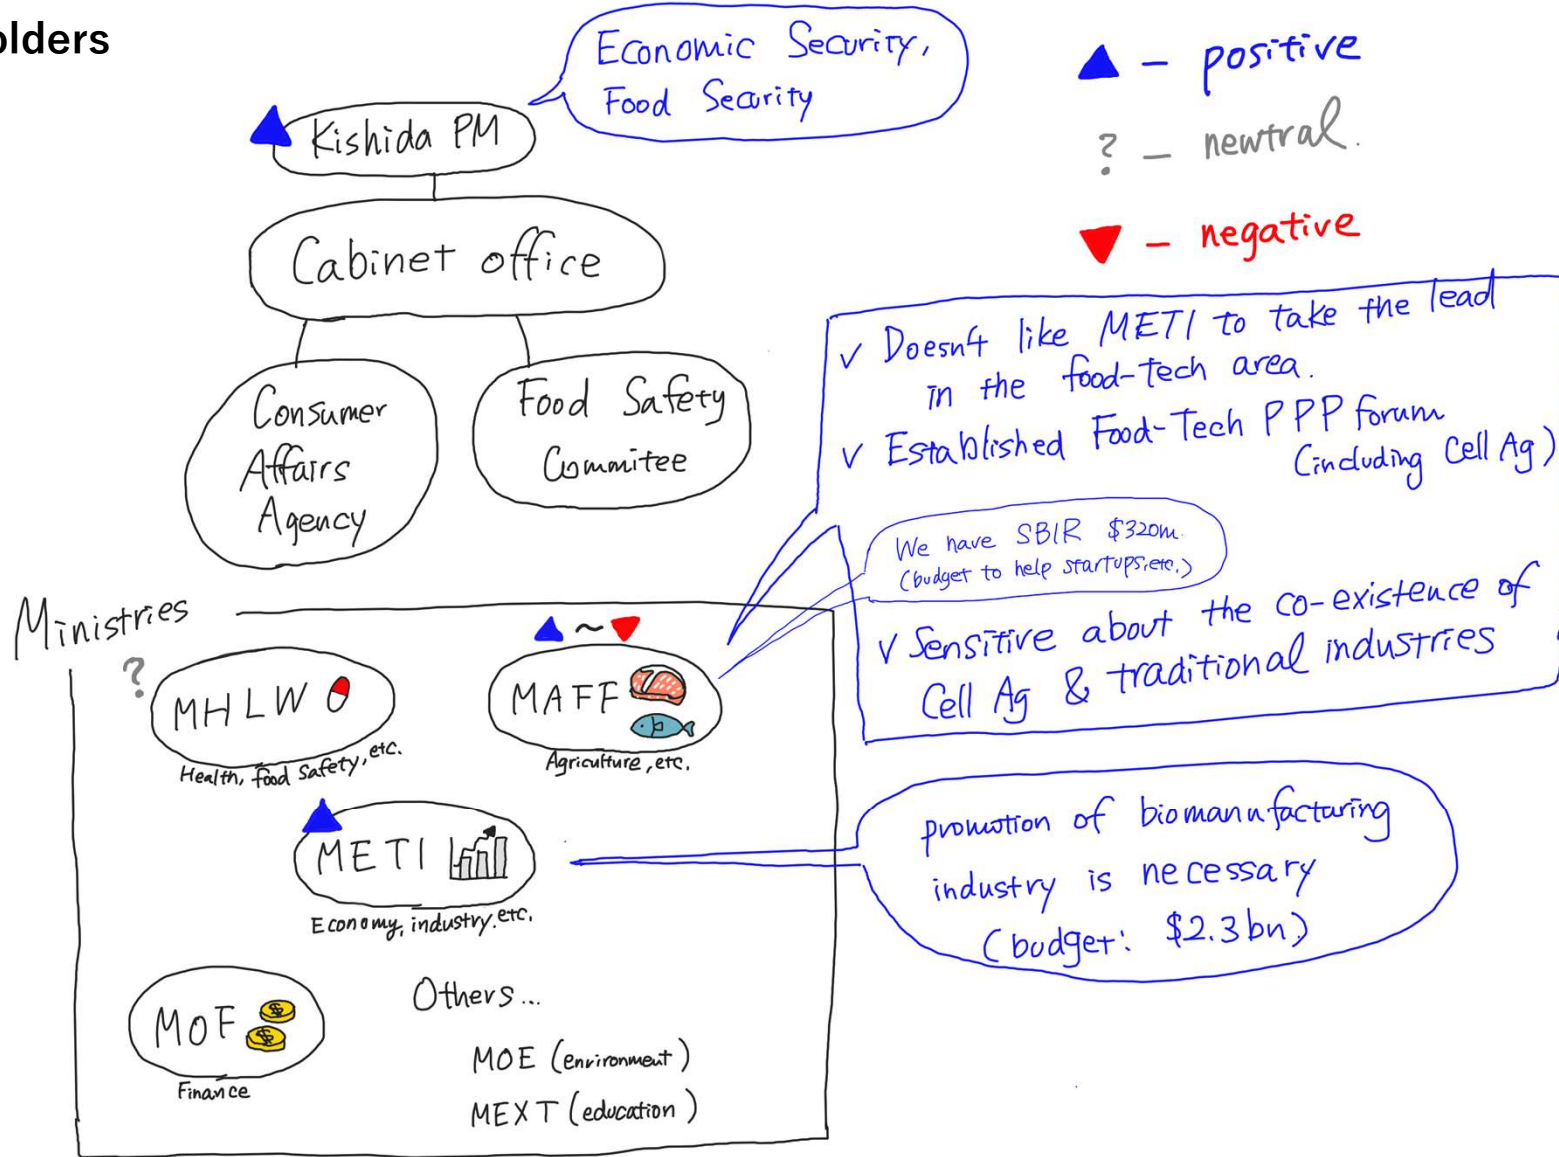 olders
Economic Security,
Food Security
Kishida PM
Cabinet office
Consumer
Affairs
Agency
Food Safety
Commitee
▲ – positive
? – newtral.
▼ – negative
✓ Doesn't like METI to take the lead
in the food-tech area.
✓ Established Food-Tech PPP forum
(including Cell Ag)
We have SBIR $320m.
(budget to help startups, etc.)
✓ Sensitive about the co-existence of
Cell Ag & traditional industries
Ministries
?
MHLW
Health, food safety, etc.
~
MAFF
Agriculture, etc.
METI
Economy, industry. etc.
promotion of biomanufacturing
industry is necessary
(budget: $2.3bn)
MOF
$
$
Finance
Others...
MOE (environment)
MEXT (education)